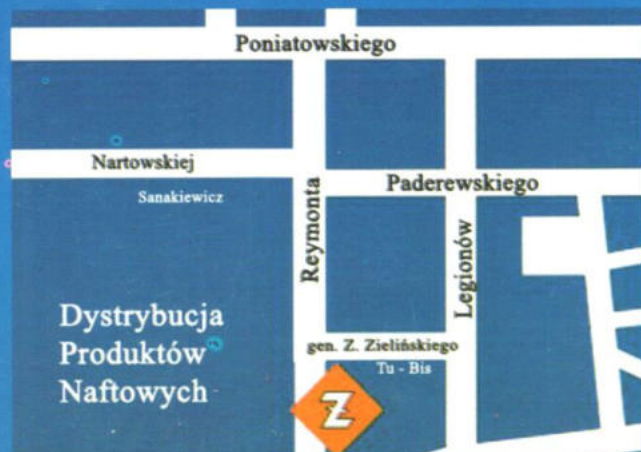 Poniatowskiego
Nartowskiej
Paderewskiego
Sanakiewicz
Reymonta
Legionów
Dystrybucja
Produktów
Naftowych
gen. Z. Zielińskiego
Tu - Bis
Z